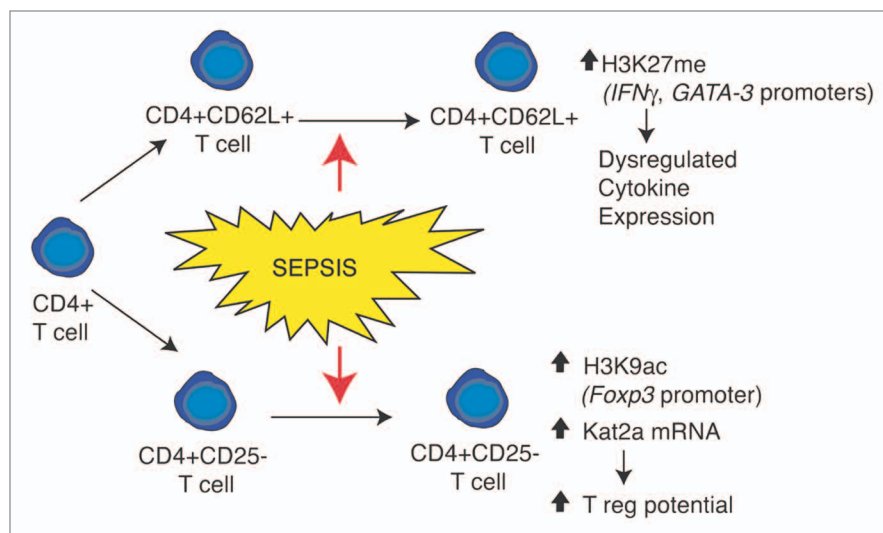 CD4+CD62L+
T cell
CD4+CD62L+
T cell
H3K27me
(IFNγ, GATA-3 promoters)
Dysregulated
Cytokine
Expression
SEPSIS
CD4+
T cell
CD4+CD25-
T cell
CD4+CD25-
T cell
H3K9ac
(Foxp3 promoter)
Kat2a mRNA
T reg potential